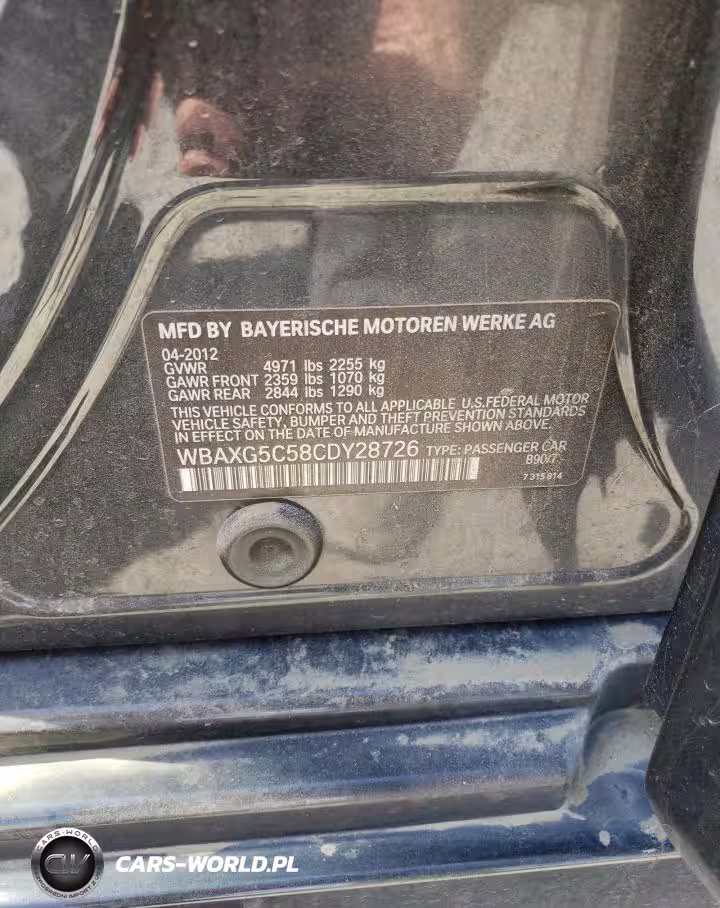 MFD BY BAYERISCHE MOTOREN WERKE AG
04-2012
GVWR 4971 lbs 2255 kg
GAWR FRONT 2359 lbs 1070 kg
GAWR REAR 2844 lbs 1290 kg
THIS VEHICLE CONFORMS TO ALL APPLICABLE U.S.FEDERAL MOTOR
VEHICLE SAFETY, BUMPER AND THEFT PREVENTION STANDARDS
IN EFFECT ON THE DATE OF MANUFACTURE SHOWN ABOVE.
WBAXG5C58CDY28726 TYPE: PASSENGER CAR
B90/7
7 315 814
CARS-WORLD
CW
CARS-WORLD.PL